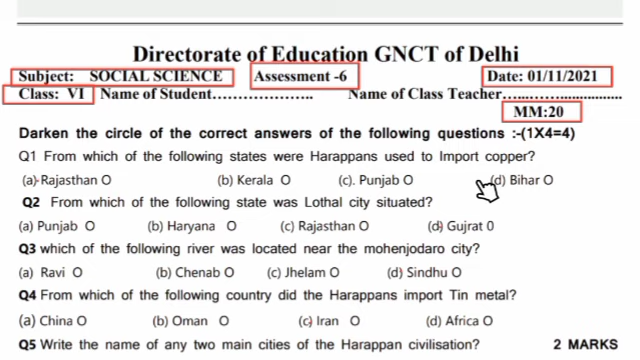 Directorate of Education GNCT of Delhi
Subject: SOCIAL SCIENCE Assessment -6 Date: 01/11/2021
Class: VI Name of Student………………….. Name of Class Teacher…..…….............
MM:20
Darken the circle of the correct answers of the following questions :-(1X4=4)
Q1 From which of the following states were Harappans used to Import copper?
(a) Rajasthan O (b) Kerala O (c). Punjab O (d) Bihar O
Q2 From which of the following state was Lothal city situated?
(a) Punjab O (b) Haryana O (c) Rajasthan O (d) Gujrat 0
Q3 which of the following river was located near the mohenjodaro city?
(a) Ravi O (b) Chenab O (c) Jhelam O (d) Sindhu O
Q4 From which of the following country did the Harappans import Tin metal?
(a) China O (b) Oman O (c) Iran O (d) Africa O
Q5 Write the name of any two main cities of the Harappan civilisation? 2 MARKS